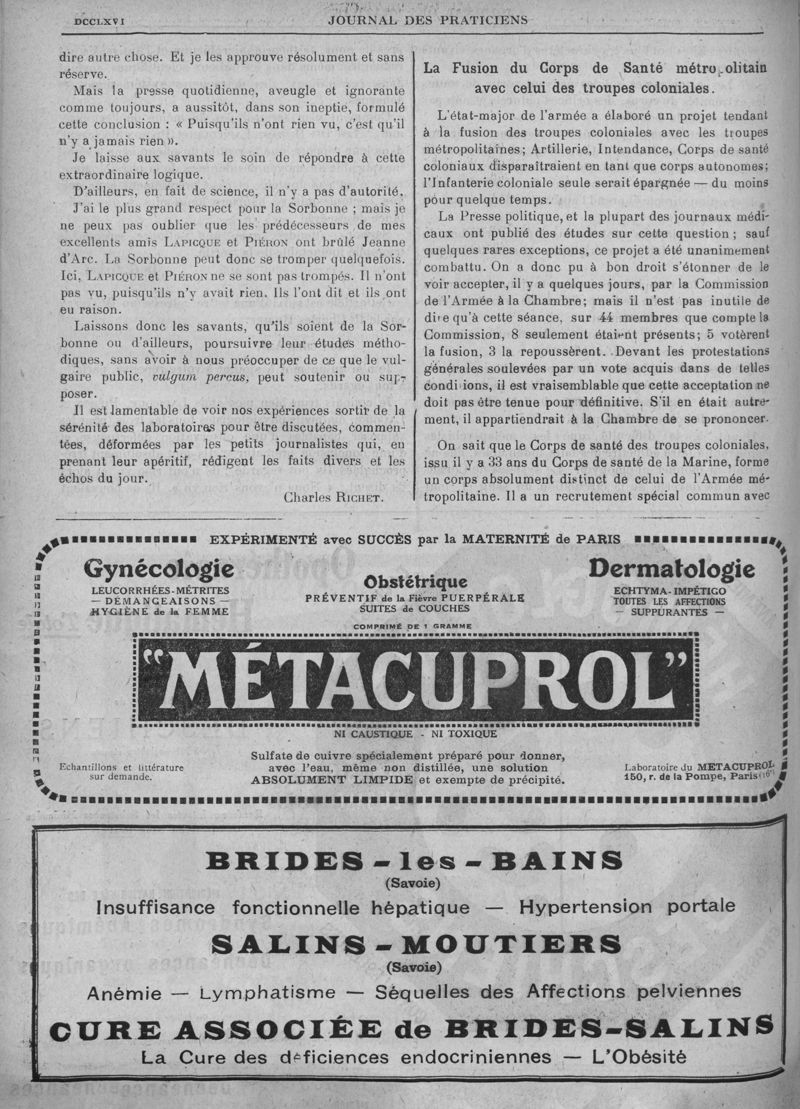 DCCLXVI
JOURNAL DES PRATICIENS
dire autre chose. Et je les approuve résolument et sans
réserve.
Mais la presse quotidienne, aveugle et ignorante
comme toujours, a aussitôt, dans son ineptie, formulé
cette conclusion : « Puisqu'ils n'ont rien vu, c'est qu'il
n'y a jamais rien ».
Je laisse aux savants le soin de répondre à cette
extraordinaire logique.
D'ailleurs, en fait de science, il n'y a pas d'autorité.
J'ai le plus grand respect pour la Sorbonne ; mais je
ne peux pas oublier que les prédécesseurs de mes
excellents amis LAPICQUE et PIÉRON ont brûlé Jeanne
d'Arc. La Sorbonne peut donc se tromper quelquefois.
Ici, LAPICQUE et PIÉRON ne se sont pas trompés. Il n'ont
pas vu, puisqu'ils n'y avait rien. Ils l'ont dit et ils ont
eu raison.
Laissons donc les savants, qu'ils soient de la Sor-
bonne ou d'ailleurs, poursuivre leur études métho-
diques, sans avoir à nous préoccuper de ce que le vul-
gaire public, vulgum percus, peut soutenir ou sup-
poser.
Il est lamentable de voir nos expériences sortir de la
sérénité des laboratoires pour être discutées, commen-
tées, déformées par les petits journalistes qui, en
prenant leur apéritif, rédigent les faits divers et les
échos du jour.
Charles RICHET.
La Fusion du Corps de Santé métropolitain
avec celui des troupes coloniales.
L'état-major de l'armée a élaboré un projet tendant
à la fusion des troupes coloniales avec les troupes
métropolitaines; Artillerie, Intendance, Corps de santé
coloniaux disparaîtraient en tant que corps autonomes;
l'Infanterie coloniale seule serait épargnée — du moins
pour quelque temps.
La Presse politique, et la plupart des journaux médi-
caux ont publié des études sur cette question ; sauf
quelques rares exceptions, ce projet a été unanimement
combattu. On a donc pu à bon droit s'étonner de le
voir accepter, il y a quelques jours, par la Commission
de l'Armée à la Chambre; mais il n'est pas inutile de
dire qu'à cette séance, sur 44 membres que compte la
Commission, 8 seulement étaient présents; 5 votèrent
la fusion, 3 la repoussèrent. Devant les protestations
générales soulevées par un vote acquis dans de telles
conditions, il est vraisemblable que cette acceptation ne
doit pas être tenue pour définitive. S'il en était autre-
ment, il appartiendrait à la Chambre de se prononcer.
On sait que le Corps de santé des troupes coloniales,
issu il y a 33 ans du Corps de santé de la Marine, forme
un corps absolument distinct de celui de l'Armée mé-
tropolitaine. Il a un recrutement spécial commun avec
EXPÉRIMENTÉ avec SUCCÈS par la MATERNITÉ de PARIS
Gynécologie
LEUCORRHÉES-MÉTRITES
— DÉMANGEAISONS —
HYGIÈNE de la FEMME
Obstétrique
PRÉVENTIF de la Fièvre PUERPÉRALE
SUITES de COUCHES
Dermatologie
ECHTYMA-IMPÉTIGO
TOUTES LES AFFECTIONS
— SUPPURANTES —
COMPRIMÉ DE 1 GRAMME
"MÉTACUPROL"
NI CAUSTIQUE - NI TOXIQUE
Echantillons et littérature
sur demande.
Sulfate de cuivre spécialement préparé pour donner,
avec l'eau, même non distillée, une solution
ABSOLUMENT LIMPIDE et exempte de précipité.
Laboratoire du METACUPROL
150, r. de la Pompe, Paris (16e)
BRIDES-les-BAINS
(Savoie)
Insuffisance fonctionnelle hépatique — Hypertension portale
SALINS-MOUTIERS
(Savoie)
Anémie — Lymphatisme — Séquelles des Affections pelviennes
CURE ASSOCIÉE de BRIDES-SALINS
La Cure des déficiences endocriniennes — L'Obésité